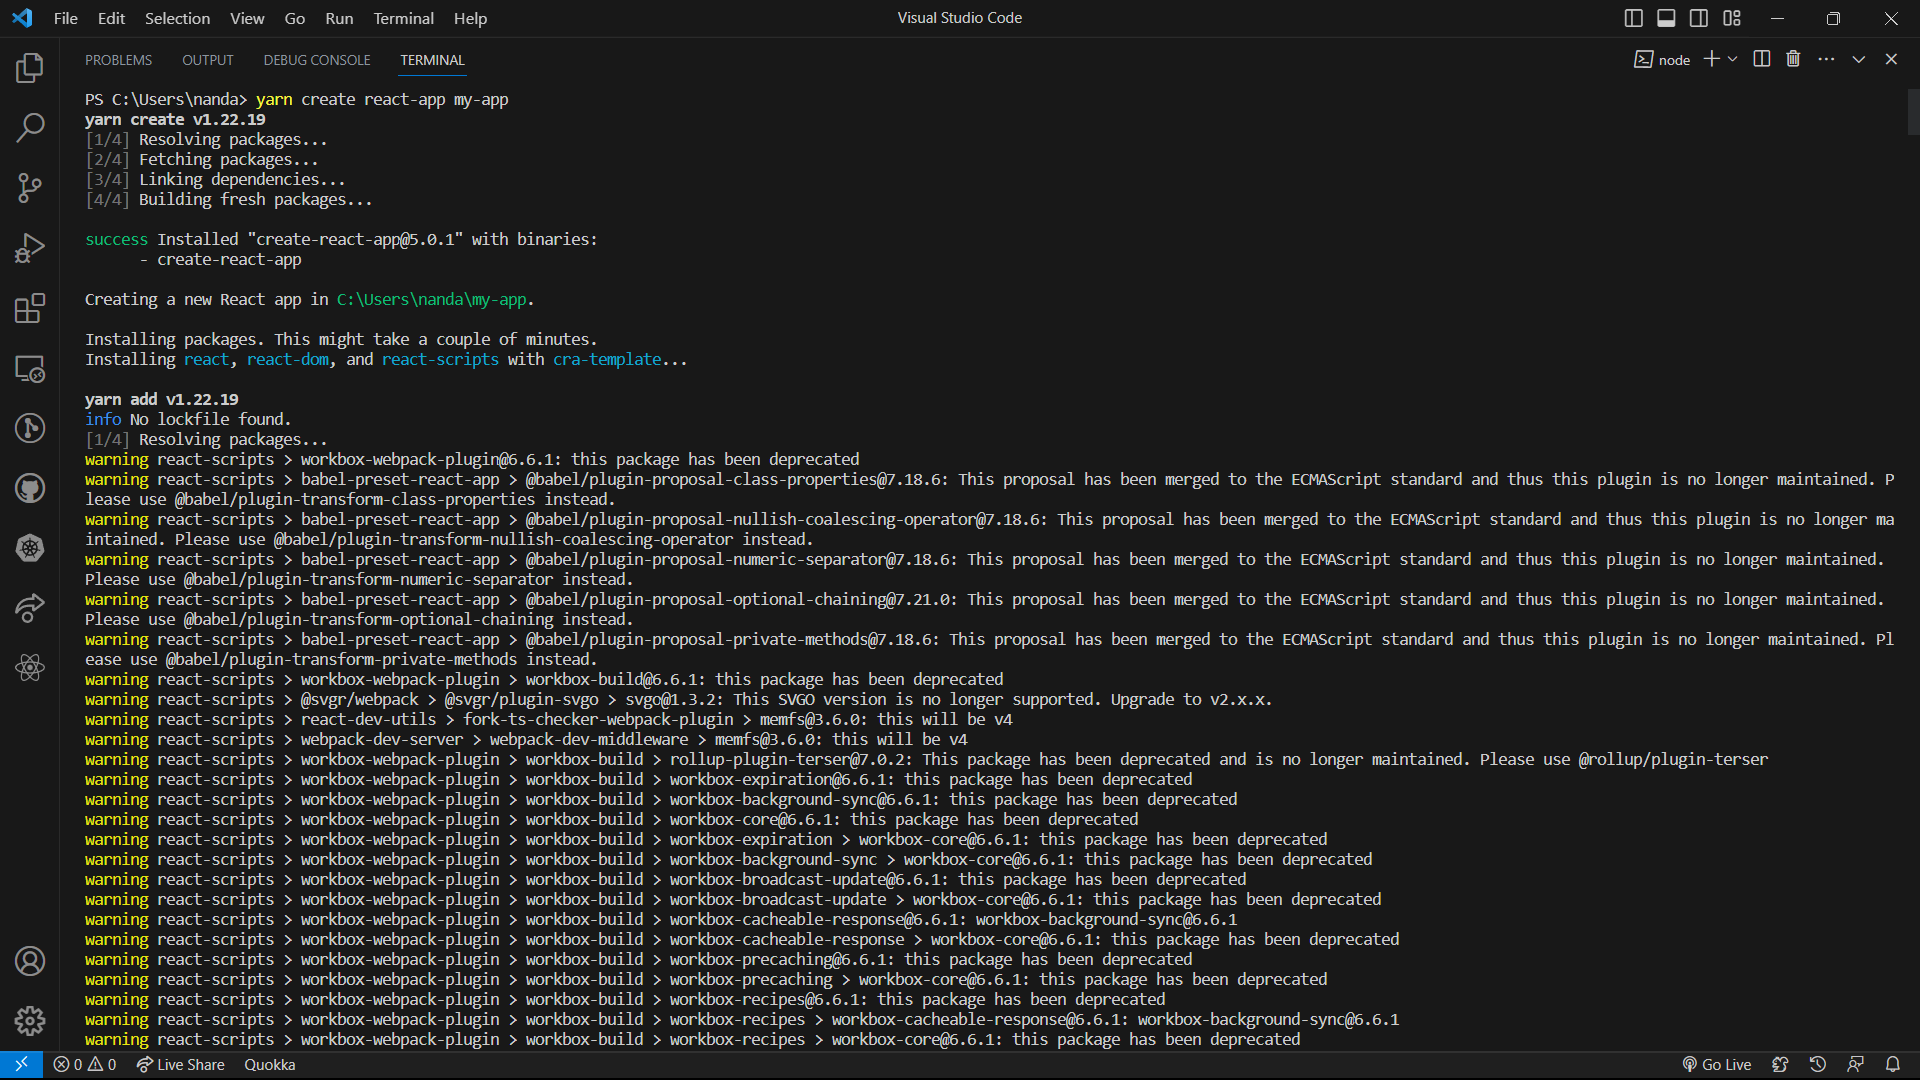 File Edit Selection View Go Run Terminal Help
Visual Studio Code
PROBLEMS OUTPUT DEBUG CONSOLE TERMINAL
node
PS C:\Users\nanda> yarn create react-app my-app
yarn create v1.22.19
[1/4] Resolving packages...
[2/4] Fetching packages...
[3/4] Linking dependencies...
[4/4] Building fresh packages...
success Installed "create-react-app@5.0.1" with binaries:
- create-react-app
Creating a new React app in C:\Users\nanda\my-app.
Installing packages. This might take a couple of minutes.
Installing react, react-dom, and react-scripts with cra-template...
yarn add v1.22.19
info No lockfile found.
[1/4] Resolving packages...
warning react-scripts > workbox-webpack-plugin@6.6.1: this package has been deprecated
warning react-scripts > babel-preset-react-app > @babel/plugin-proposal-class-properties@7.18.6: This proposal has been merged to the ECMAScript standard and thus this plugin is no longer maintained. P
lease use @babel/plugin-transform-class-properties instead.
warning react-scripts > babel-preset-react-app > @babel/plugin-proposal-nullish-coalescing-operator@7.18.6: This proposal has been merged to the ECMAScript standard and thus this plugin is no longer ma
intained. Please use @babel/plugin-transform-nullish-coalescing-operator instead.
warning react-scripts > babel-preset-react-app > @babel/plugin-proposal-numeric-separator@7.18.6: This proposal has been merged to the ECMAScript standard and thus this plugin is no longer maintained.
Please use @babel/plugin-transform-numeric-separator instead.
warning react-scripts > babel-preset-react-app > @babel/plugin-proposal-optional-chaining@7.21.0: This proposal has been merged to the ECMAScript standard and thus this plugin is no longer maintained.
Please use @babel/plugin-transform-optional-chaining instead.
warning react-scripts > babel-preset-react-app > @babel/plugin-proposal-private-methods@7.18.6: This proposal has been merged to the ECMAScript standard and thus this plugin is no longer maintained. Pl
ease use @babel/plugin-transform-private-methods instead.
warning react-scripts > workbox-webpack-plugin > workbox-build@6.6.1: this package has been deprecated
warning react-scripts > @svgr/webpack > @svgr/plugin-svgo > svgo@1.3.2: This SVGO version is no longer supported. Upgrade to v2.x.x.
warning react-scripts > react-dev-utils > fork-ts-checker-webpack-plugin > memfs@3.6.0: this will be v4
warning react-scripts > webpack-dev-server > webpack-dev-middleware > memfs@3.6.0: this will be v4
warning react-scripts > workbox-webpack-plugin > workbox-build > rollup-plugin-terser@7.0.2: This package has been deprecated and is no longer maintained. Please use @rollup/plugin-terser
warning react-scripts > workbox-webpack-plugin > workbox-build > workbox-expiration@6.6.1: this package has been deprecated
warning react-scripts > workbox-webpack-plugin > workbox-build > workbox-background-sync@6.6.1: this package has been deprecated
warning react-scripts > workbox-webpack-plugin > workbox-build > workbox-core@6.6.1: this package has been deprecated
warning react-scripts > workbox-webpack-plugin > workbox-build > workbox-expiration > workbox-core@6.6.1: this package has been deprecated
warning react-scripts > workbox-webpack-plugin > workbox-build > workbox-background-sync > workbox-core@6.6.1: this package has been deprecated
warning react-scripts > workbox-webpack-plugin > workbox-build > workbox-broadcast-update@6.6.1: this package has been deprecated
warning react-scripts > workbox-webpack-plugin > workbox-build > workbox-broadcast-update > workbox-core@6.6.1: this package has been deprecated
warning react-scripts > workbox-webpack-plugin > workbox-build > workbox-cacheable-response@6.6.1: workbox-background-sync@6.6.1
warning react-scripts > workbox-webpack-plugin > workbox-build > workbox-cacheable-response > workbox-core@6.6.1: this package has been deprecated
warning react-scripts > workbox-webpack-plugin > workbox-build > workbox-precaching@6.6.1: this package has been deprecated
warning react-scripts > workbox-webpack-plugin > workbox-build > workbox-precaching > workbox-core@6.6.1: this package has been deprecated
warning react-scripts > workbox-webpack-plugin > workbox-build > workbox-recipes@6.6.1: this package has been deprecated
warning react-scripts > workbox-webpack-plugin > workbox-build > workbox-recipes > workbox-cacheable-response@6.6.1: workbox-background-sync@6.6.1
warning react-scripts > workbox-webpack-plugin > workbox-build > workbox-recipes > workbox-core@6.6.1: this package has been deprecated
0 0 Live Share Quokka
Go Live